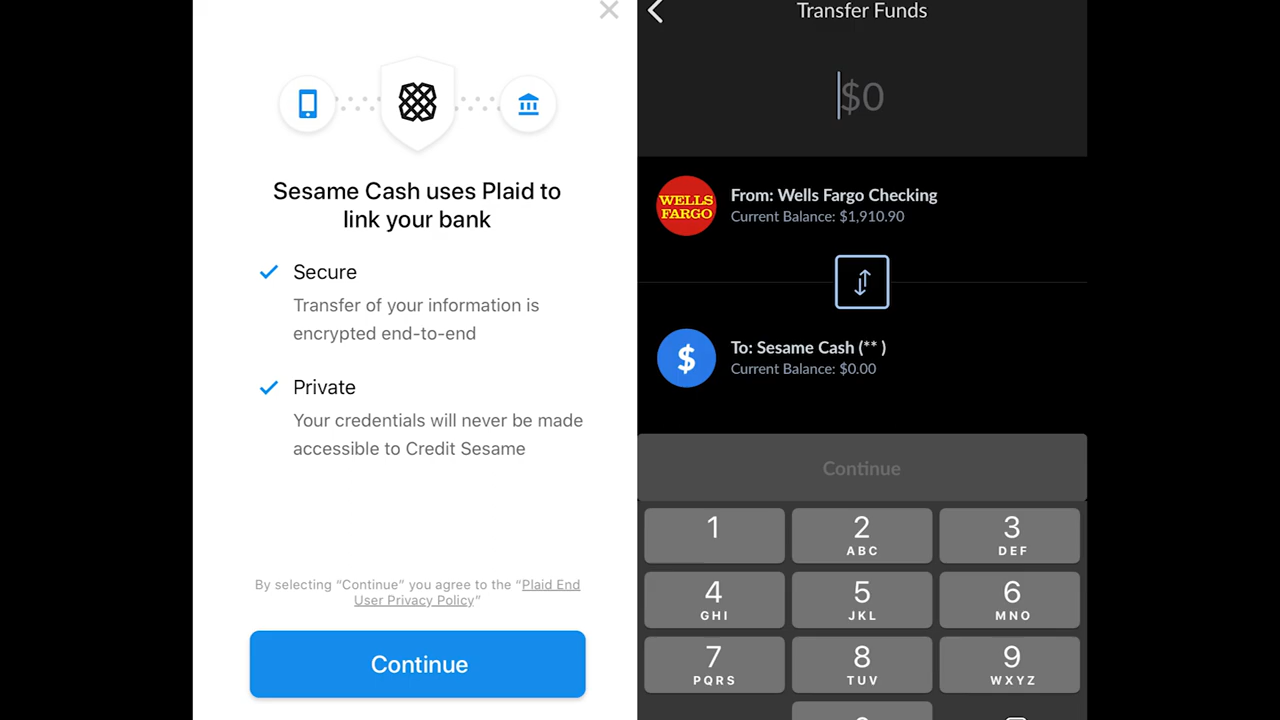 Sesame Cash uses Plaid to
link your bank
Secure
Transfer of your information is
encrypted end-to-end
Private
Your credentials will never be made
accessible to Credit Sesame
By selecting “Continue” you agree to the “Plaid End
User Privacy Policy”
Continue
Transfer Funds
$0
WELLS
FARGO
From: Wells Fargo Checking
Current Balance: $1,910.90
$
To: Sesame Cash (** )
Current Balance: $0.00
Continue
1 2 3
ABC DEF
4 5 6
GHI JKL MNO
7 8 9
PQRS TUV WXYZ